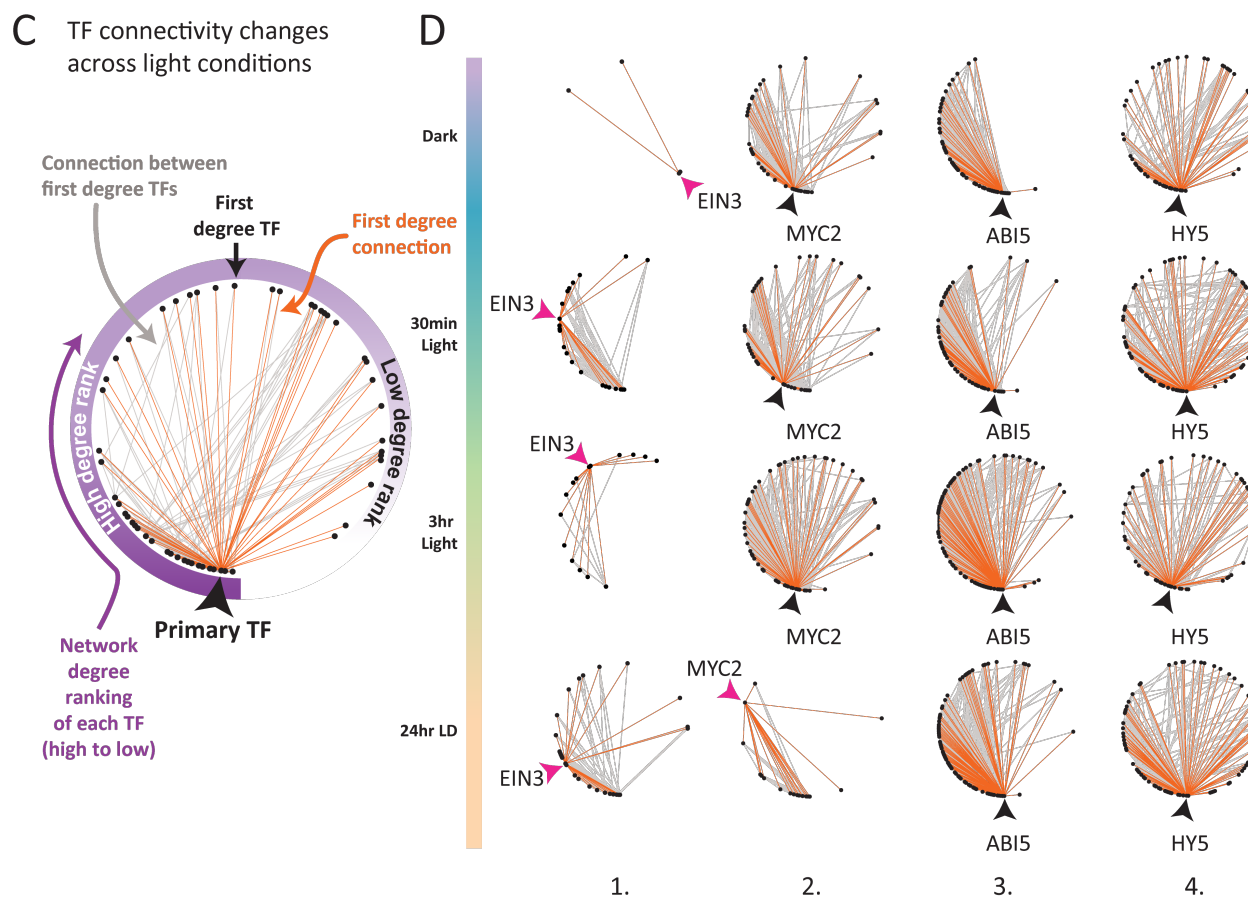 C
TF connectivity changes
across light conditions
Connection between
first degree TFs
First
degree TF
First degree
connection
High degree rank
Low degree rank
Primary TF
Network
degree
ranking
of each TF
(high to low)
D
Dark
EIN3
MYC2
ABI5
HY5
30min
Light
EIN3
MYC2
ABI5
HY5
3hr
Light
EIN3
MYC2
ABI5
HY5
24hr LD
EIN3
MYC2
ABI5
HY5
1.
2.
3.
4.